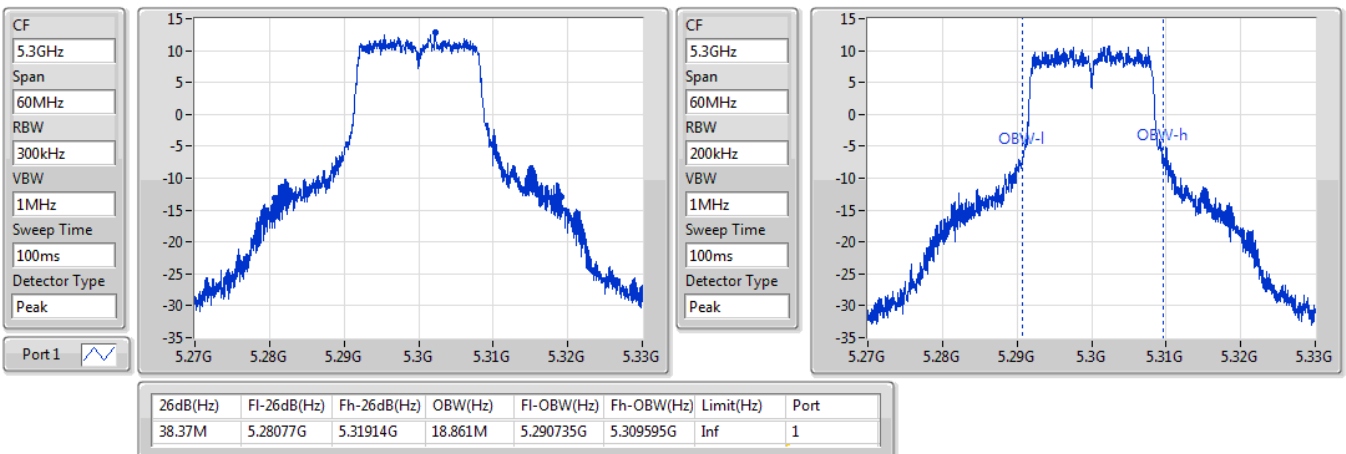 CF
5.3GHz
Span
60MHz
RBW
300kHz
VBW
1MHz
Sweep Time
100ms
Detector Type
Peak
Port 1
15
10
5
0
-5
-10
-15
-20
-25
-30
-35
5.27G 5.28G 5.29G 5.3G 5.31G 5.32G 5.33G
CF
5.3GHz
Span
60MHz
RBW
200kHz
VBW
1MHz
Sweep Time
100ms
Detector Type
Peak
15
10
5
0
-5
-10
-15
-20
-25
-30
-35
OBW-l OBW-h
5.27G 5.28G 5.29G 5.3G 5.31G 5.32G 5.33G
26dB(Hz) Fl-26dB(Hz) Fh-26dB(Hz) OBW(Hz) Fl-OBW(Hz) Fh-OBW(Hz) Limit(Hz) Port
38.37M 5.28077G 5.31914G 18.861M 5.290735G 5.309595G Inf 1